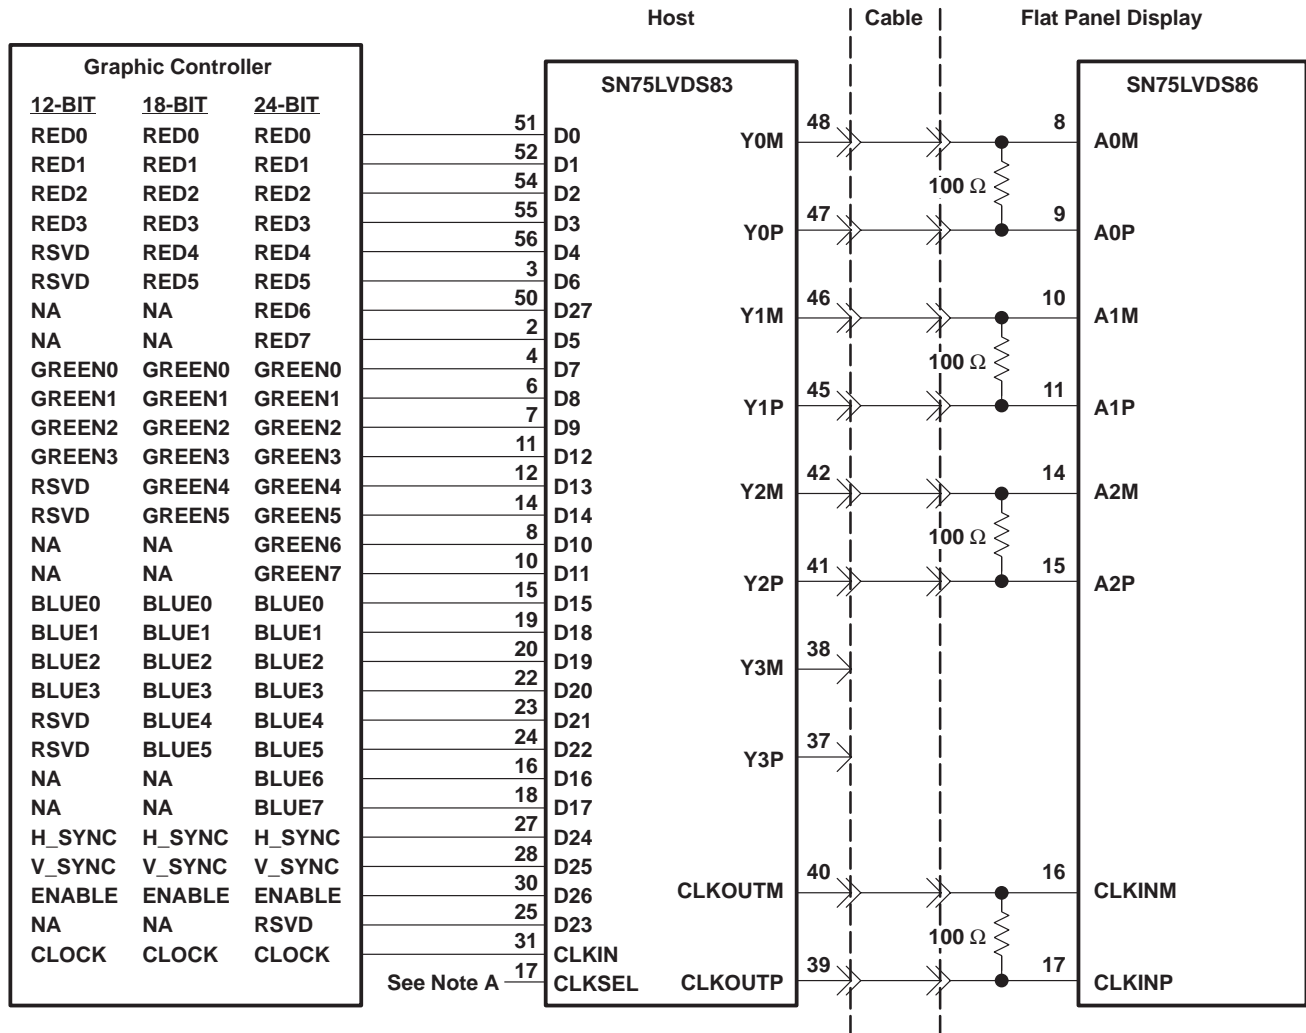 Host Cable Flat Panel Display
Graphic Controller
SN75LVDS83 SN75LVDS86
12-BIT 18-BIT 24-BIT
RED0 RED0 RED0 51 D0 Y0M 48 8 A0M
RED1 RED1 RED1 52 D1
RED2 RED2 RED2 54 D2 100 Ω
RED3 RED3 RED3 55 D3 Y0P 47 9 A0P
RSVD RED4 RED4 56 D4
RSVD RED5 RED5 3 D6
NA NA RED6 50 D27 Y1M 46 10 A1M
NA NA RED7 2 D5
GREEN0 GREEN0 GREEN0 4 D7 100 Ω
GREEN1 GREEN1 GREEN1 6 D8 Y1P 45 11 A1P
GREEN2 GREEN2 GREEN2 7 D9
GREEN3 GREEN3 GREEN3 11 D12
RSVD GREEN4 GREEN4 12 D13 Y2M 42 14 A2M
RSVD GREEN5 GREEN5 14 D14
NA NA GREEN6 8 D10 100 Ω
NA NA GREEN7 10 D11 Y2P 41 15 A2P
BLUE0 BLUE0 BLUE0 15 D15
BLUE1 BLUE1 BLUE1 19 D18
BLUE2 BLUE2 BLUE2 20 D19 Y3M 38
BLUE3 BLUE3 BLUE3 22 D20
RSVD BLUE4 BLUE4 23 D21
RSVD BLUE5 BLUE5 24 D22 Y3P 37
NA NA BLUE6 16 D16
NA NA BLUE7 18 D17
H_SYNC H_SYNC H_SYNC 27 D24
V_SYNC V_SYNC V_SYNC 28 D25
ENABLE ENABLE ENABLE 30 D26 CLKOUTM 40 16 CLKINM
NA NA RSVD 25 D23
CLOCK CLOCK CLOCK 31 CLKIN 100 Ω
See Note A 17 CLKSEL CLKOUTP 39 17 CLKINP